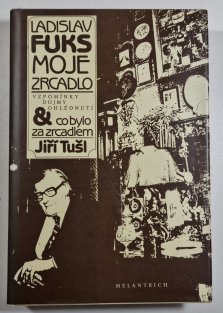 LADISLAV
FUKS
MOJE
ZRCADLO
VZPOMÍNKY
DOJMY
OHLÉDNUTÍ
& co bylo
za zrcadlem
Jiří Tušl
MELANTRICH